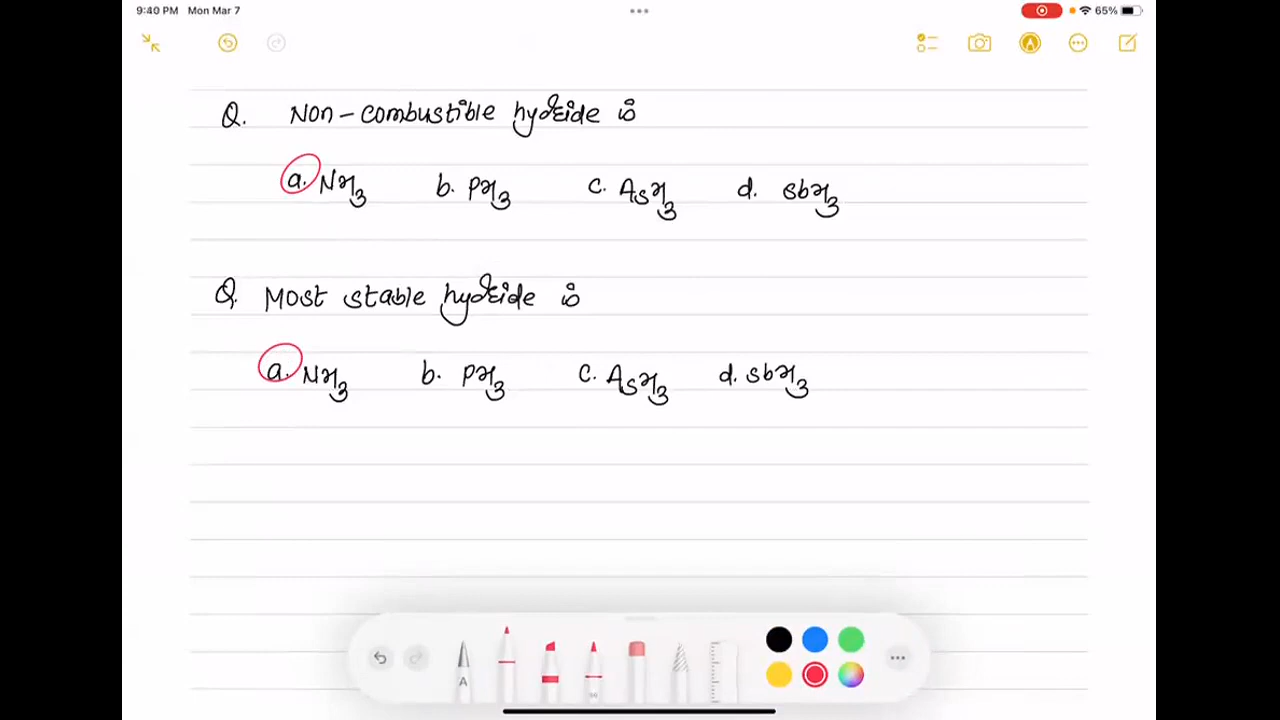 9:40 PM Mon Mar 7
65%
Q. Non-combustible hydride is
a. NH3 b. PH3 c. AsH3 d. sbH3
Q. Most stable hydride is
a. NH3 b. PH3 c. AsH3 d. sbH3
A
50